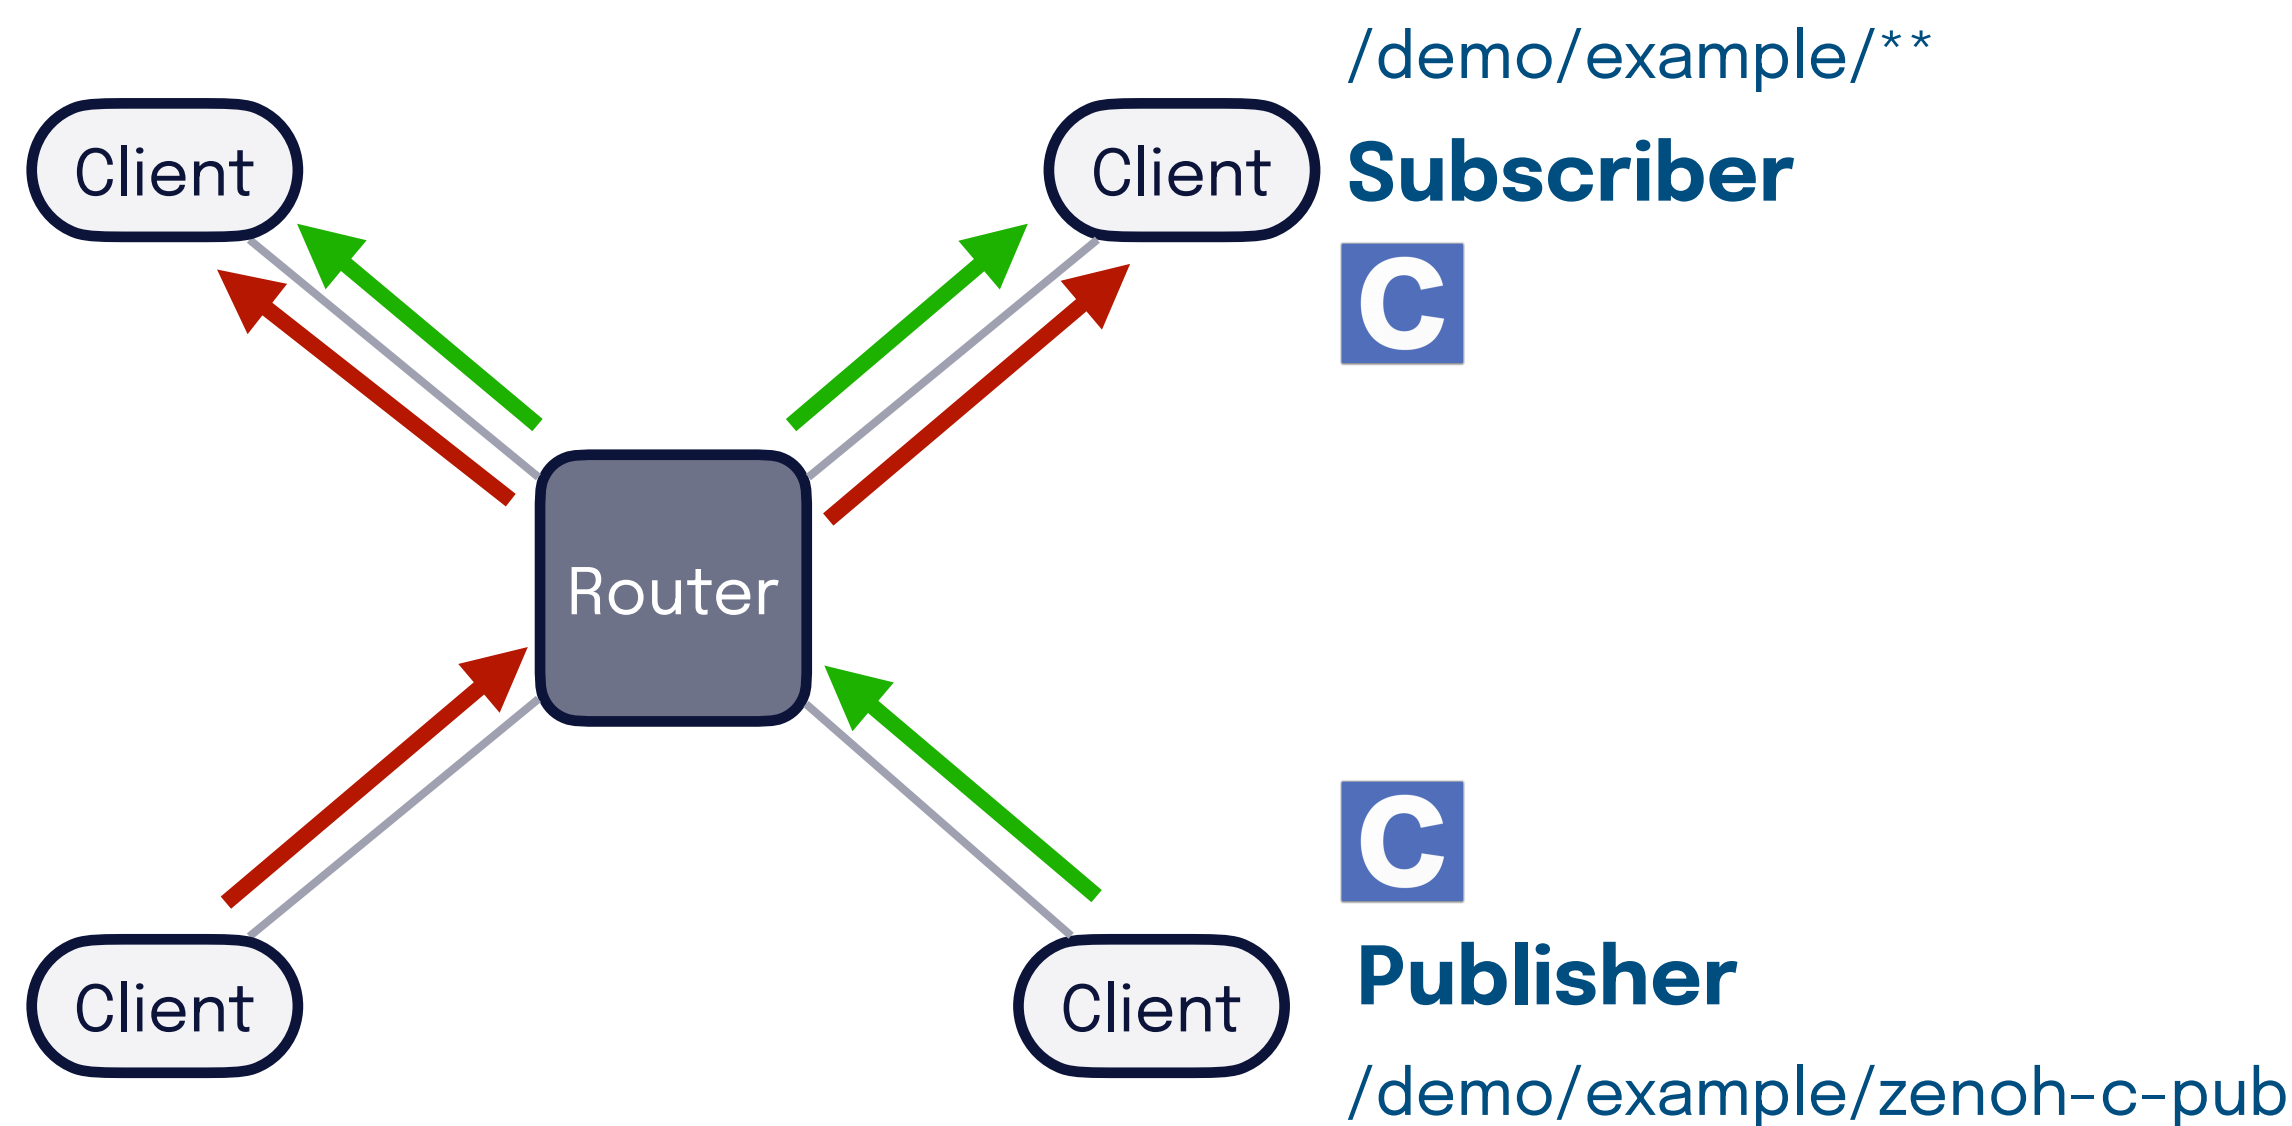 /demo/example/**
Client
Client
Subscriber
C
Router
C
Publisher
Client
Client
/demo/example/zenoh-c-pub